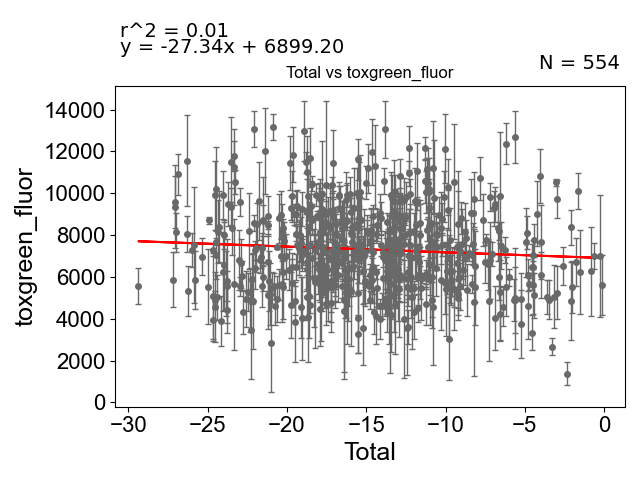 r^2 = 0.01
y = -27.34x + 6899.20
N = 554
Total vs toxgreen_fluor
14000
12000
10000
8000
6000
4000
2000
0
toxgreen_fluor
−30 −25 −20 −15 −10 −5 0
Total